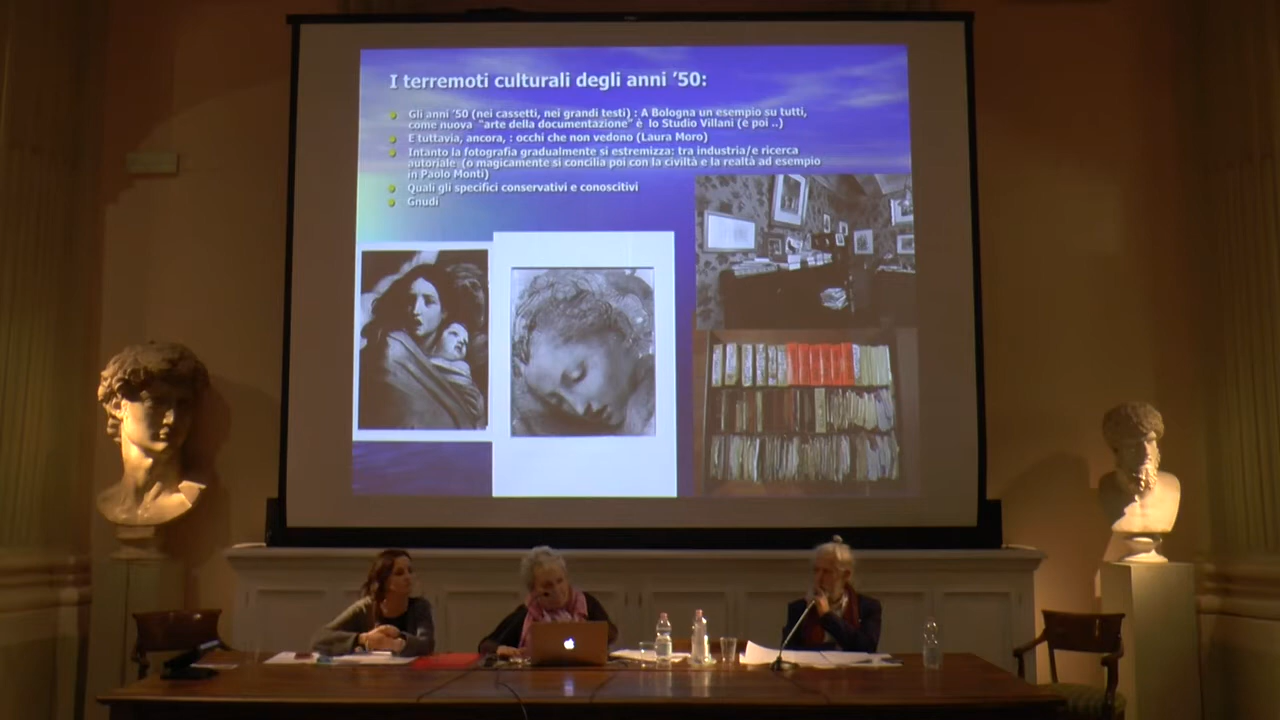 I terremoti culturali degli anni ’50:
Gli anni ’50 (nei cassetti, nei grandi testi) : A Bologna un esempio su tutti,
come nuova “arte della documentazione” è lo Studio Villani (e poi ..)
E tuttavia, ancora, : occhi che non vedono (Laura Moro)
Intanto la fotografia gradualmente si estremizza: tra industria/e ricerca
autoriale (o magicamente si concilia poi con la civiltà e la realtà ad esempio
in Paolo Monti)
Quali gli specifici conservativi e conoscitivi
Gnudi